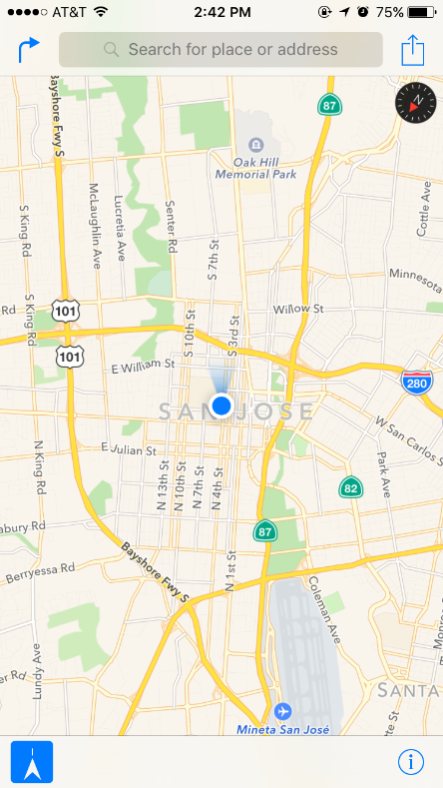 AT&T
2:42 PM
75%
Search for place or address
Bayshore Fwy S
87
N
Oak Hill
Memorial Park
Cottle Ave
McLaughlin Ave
Lucretia Ave
Senter Rd
S King Rd
S 7th St
Minnesota
S King Rd
Rd
101
Willow St
S 10th St
S 3rd St
101
E William St
280
SAN JOSE
W San Carlos S
E Julian St
N King Rd
N 13th St
N 10th St
N 7th St
N 4th St
Park Ave
82
abury Rd
87
Bayshore Fwy S
Berryessa Rd
N 1st St
Coleman Ave
Monro
er Rd
Lundy Ave
SANTA
te St
Mineta San José